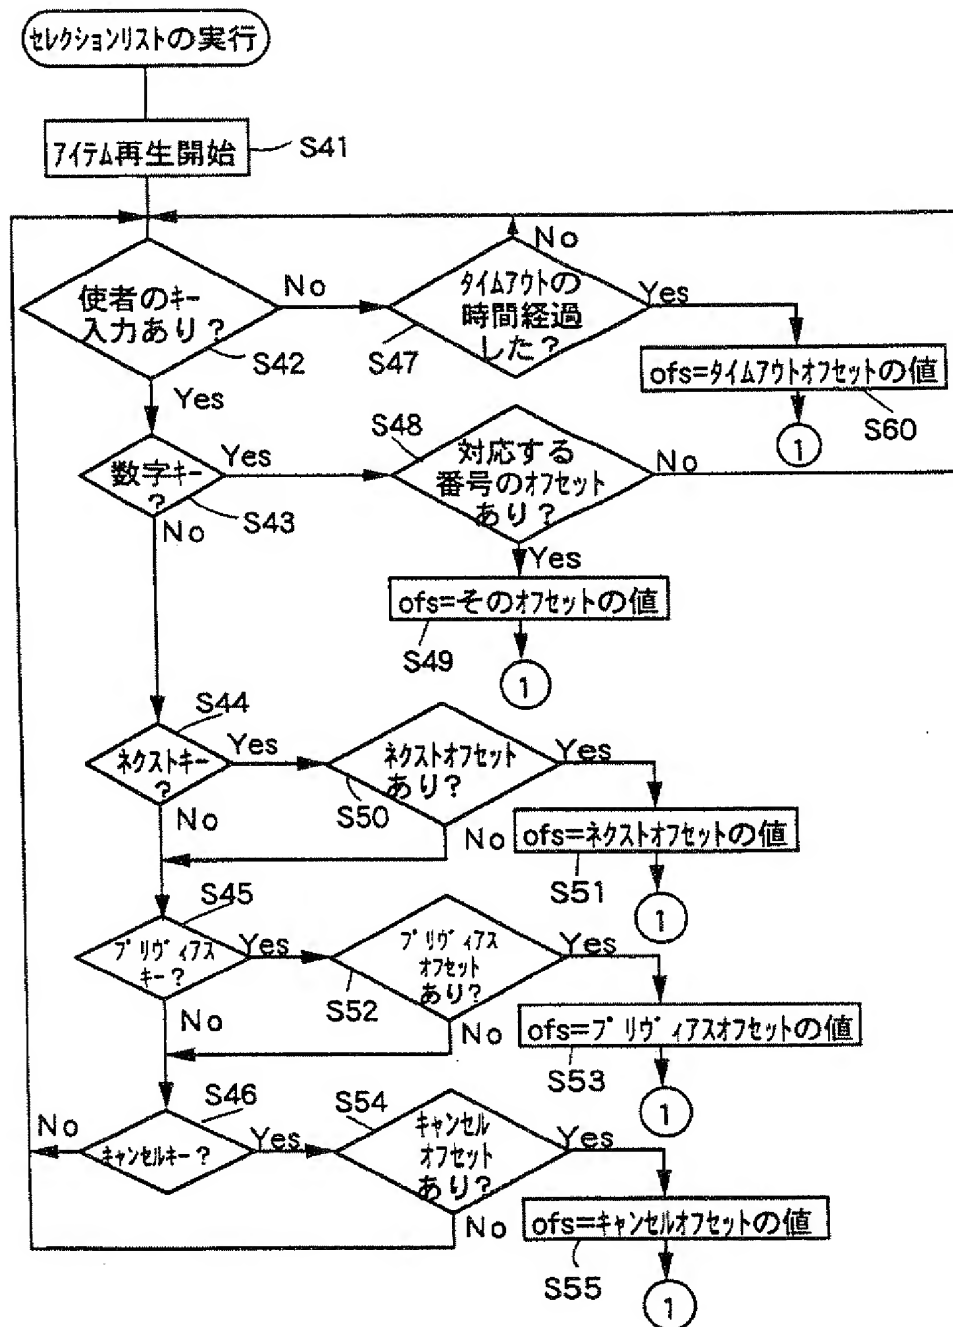 セレクションリストの実行
アイテム再生開始
S41
使者のキー
入力あり?
S42
No
Yes
タイムアウトの
時間経過
した?
S47
No
Yes
ofs=タイムアウトオフセットの値
S60
1
数字キー
?
S43
Yes
No
S48
対応する
番号のオフセット
あり?
No
Yes
ofs=そのオフセットの値
S49
1
S44
ネクストキー
?
Yes
No
ネクストオフセット
あり?
S50
Yes
No
ofs=ネクストオフセットの値
S51
1
S45
プリヴィアス
キー?
Yes
No
プリヴィアス
オフセット
あり?
S52
Yes
No
ofs=プリヴィアスオフセットの値
S53
1
S46
キャンセルキー?
No
Yes
S54
キャンセル
オフセット
あり?
Yes
No
ofs=キャンセルオフセットの値
S55
1